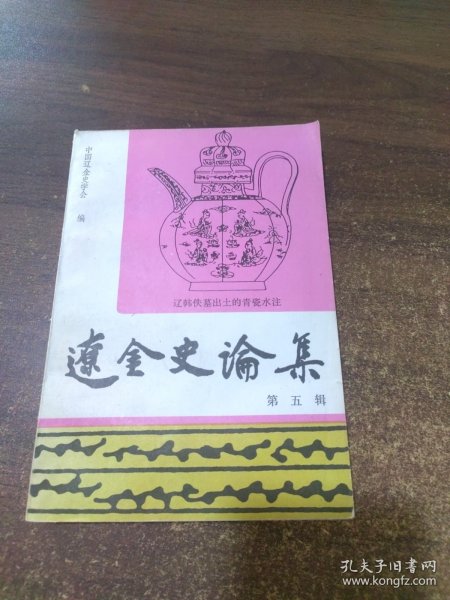 中国辽金史学会 编
辽韩佚墓出土的青瓷水注
遼金史论集
第五辑
孔夫子旧书网
www.kongfz.com